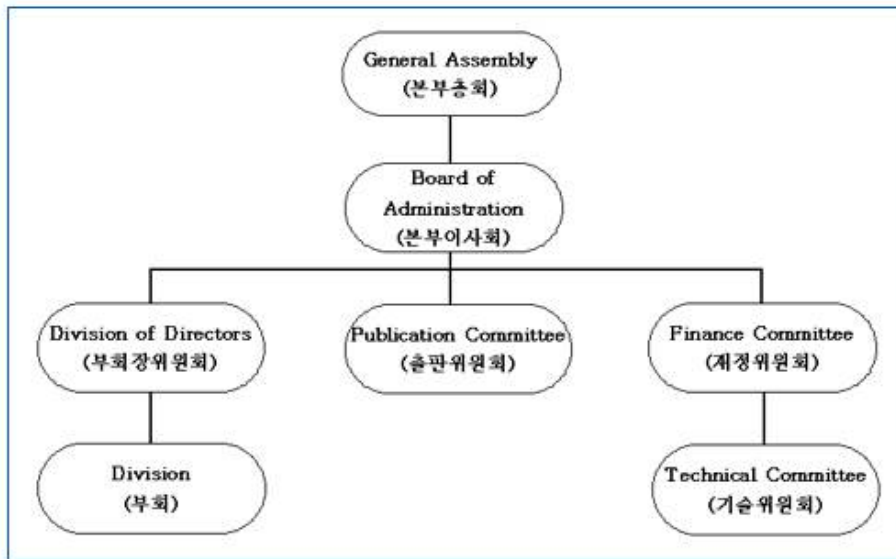 General Assembly
(본부총회)
Board of
Administration
(본부이사회)
Division of Directors
(부회장위원회)
Publication Committee
(출판위원회)
Finance Committee
(재정위원회)
Division
(부회)
Technical Committee
(기술위원회)